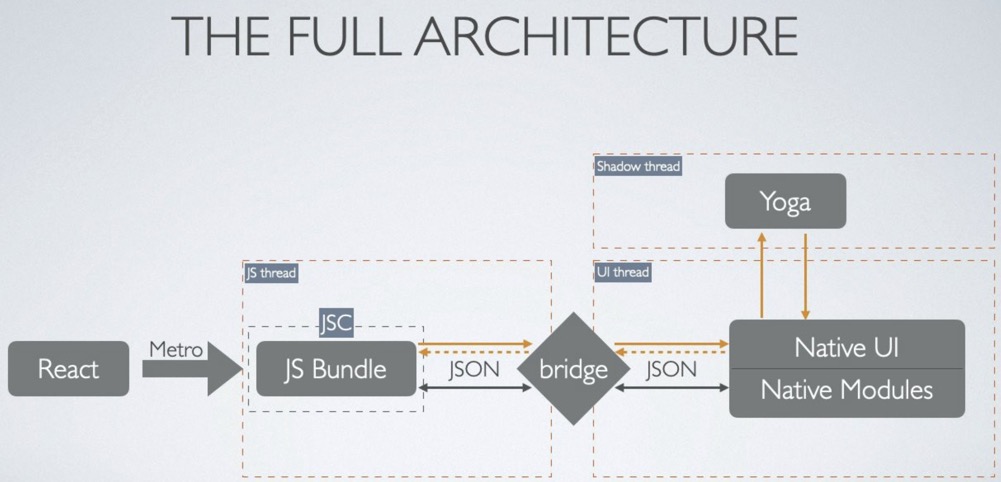 THE FULL ARCHITECTURE
Shadow thread
Yoga
JS thread
UI thread
JSC
React
Metro
JS Bundle
JSON
bridge
JSON
Native UI
Native Modules